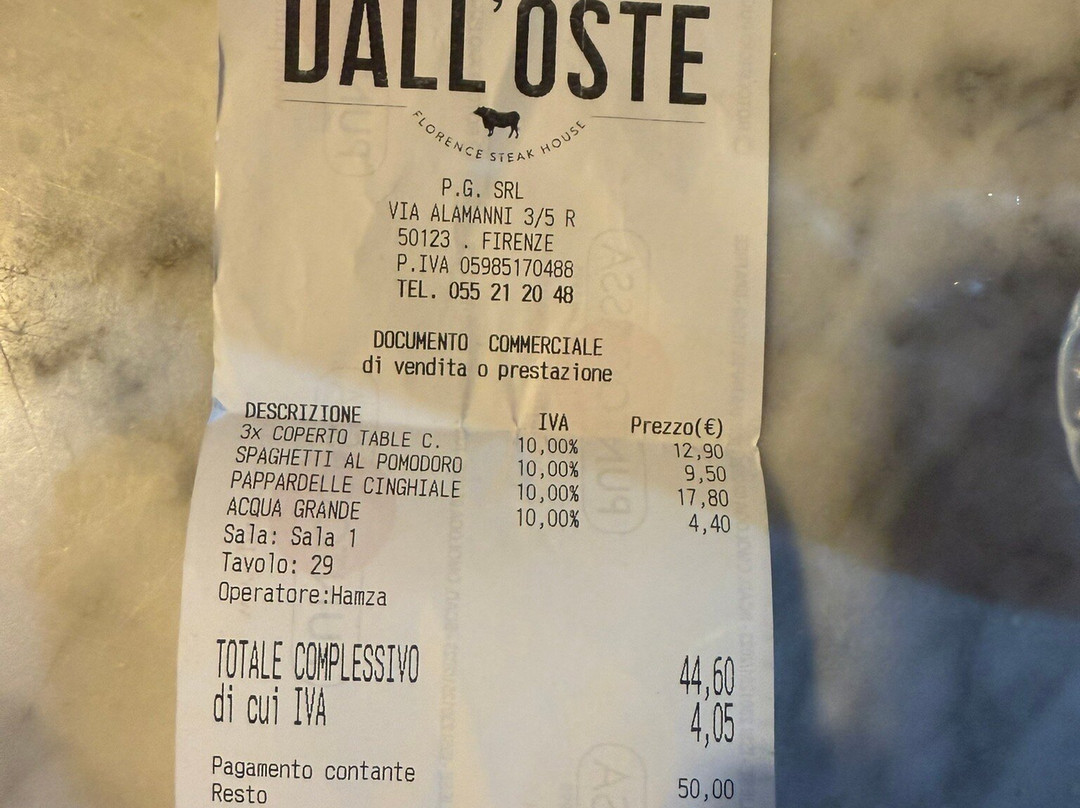 DALL'OSTE
FLORENCE STEAK HOUSE
P.G. SRL
VIA ALAMANNI 3/5 R
50123 . FIRENZE
P.IVA 05985170488
TEL. 055 21 20 48
DOCUMENTO COMMERCIALE
di vendita o prestazione
DESCRIZIONE IVA Prezzo(€)
3x COPERTO TABLE C. 10,00% 12,90
SPAGHETTI AL POMODORO 10,00% 9,50
PAPPARDELLE CINGHIALE 10,00% 17,80
ACQUA GRANDE 10,00% 4,40
Sala: Sala 1
Tavolo: 29
Operatore:Hamza
TOTALE COMPLESSIVO 44,60
di cui IVA 4,05
Pagamento contante 50,00
Resto